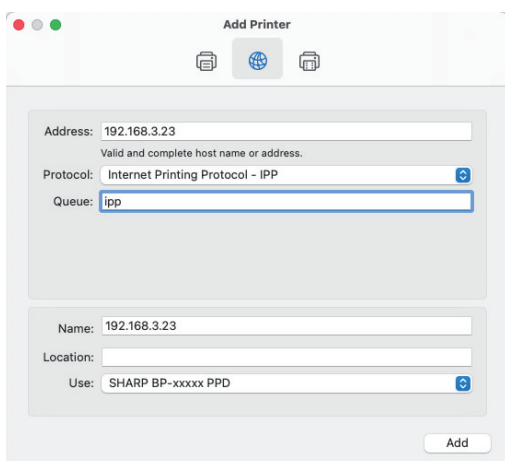 Add Printer
Address: 192.168.3.23
Valid and complete host name or address.
Protocol: Internet Printing Protocol - IPP
Queue: ipp
Name: 192.168.3.23
Location:
Use: SHARP BP-xxxxx PPD
Add